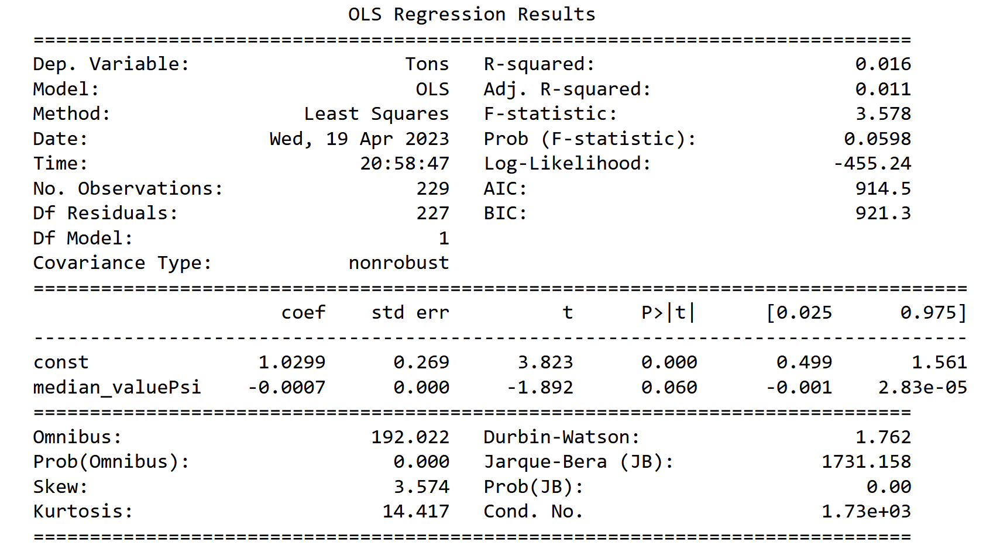 OLS Regression Results
==============================================================================
Dep. Variable:                   Tons   R-squared:                       0.016
Model:                            OLS   Adj. R-squared:                  0.011
Method:                 Least Squares   F-statistic:                     3.578
Date:                Wed, 19 Apr 2023   Prob (F-statistic):             0.0598
Time:                        20:58:47   Log-Likelihood:                -455.24
No. Observations:                 229   AIC:                             914.5
Df Residuals:                     227   BIC:                             921.3
Df Model:                           1
Covariance Type:            nonrobust
===================================================================================
                      coef    std err          t      P>|t|      [0.025      0.975]
-----------------------------------------------------------------------------------
const               1.0299      0.269      3.823      0.000       0.499       1.561
median_valuePsi    -0.0007      0.000     -1.892      0.060      -0.001    2.83e-05
==============================================================================
Omnibus:                      192.022   Durbin-Watson:                   1.762
Prob(Omnibus):                  0.000   Jarque-Bera (JB):             1731.158
Skew:                           3.574   Prob(JB):                         0.00
Kurtosis:                      14.417   Cond. No.                     1.73e+03
==============================================================================